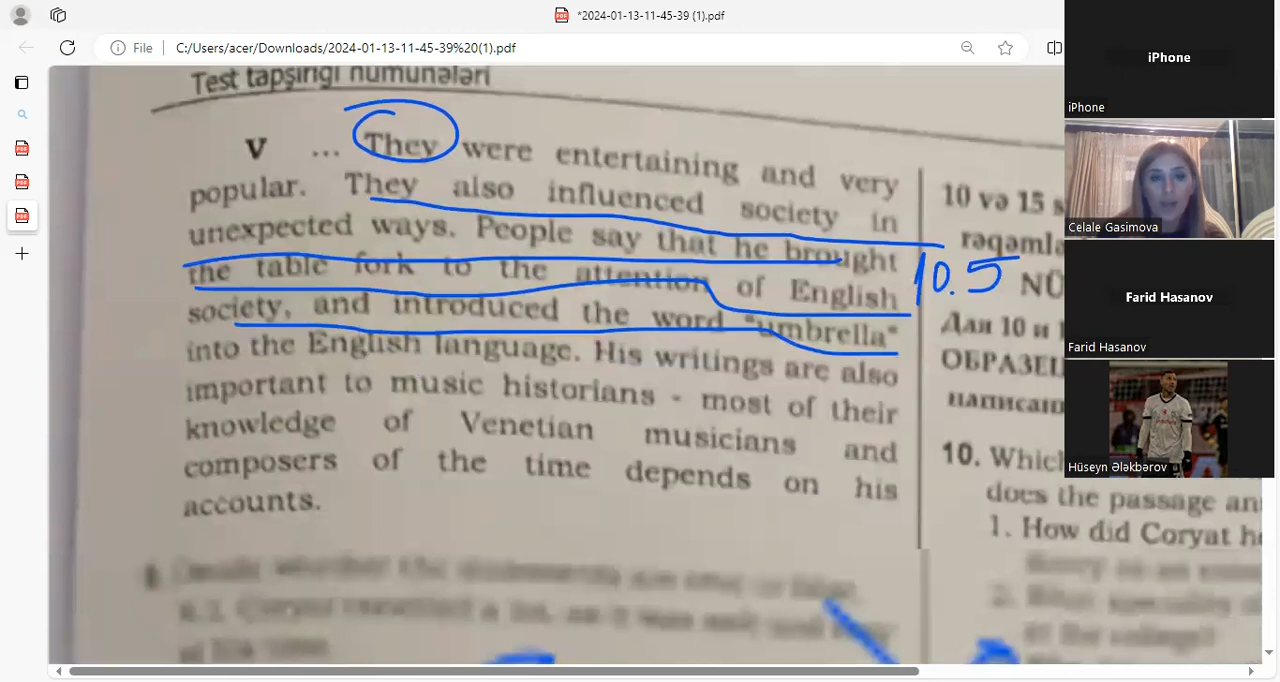 *2024-01-13-11-45-39 (1).pdf
File
C:/Users/acer/Downloads/2024-01-13-11-45-39%20(1).pdf
Test tapşırığı nümunələri
V ... They were entertaining and very
popular. They also influenced society in
unexpected ways. People say that he brought
the table fork to the attention of English
society, and introduced the word "umbrella"
into the English language. His writings are also
important to music historians - most of their
knowledge of Venetian musicians and
composers of the time depends on his
accounts.
10.5
10 və 15 s
rəqəmla
NÜ
Для 10 и 1
ОБРАЗЕЦ
написан
10. Which
does the passage an
1. How did Coryat he
iPhone
iPhone
Celale Gasimova
Farid Hasanov
Farid Hasanov
Hüseyn Ələkbərov